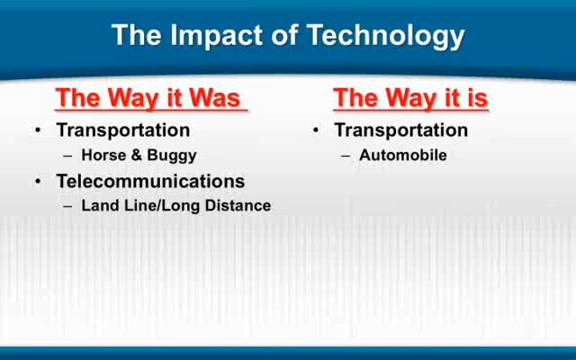 The Impact of Technology
The Way it Was
• Transportation
– Horse & Buggy
• Telecommunications
– Land Line/Long Distance
The Way it is
• Transportation
– Automobile